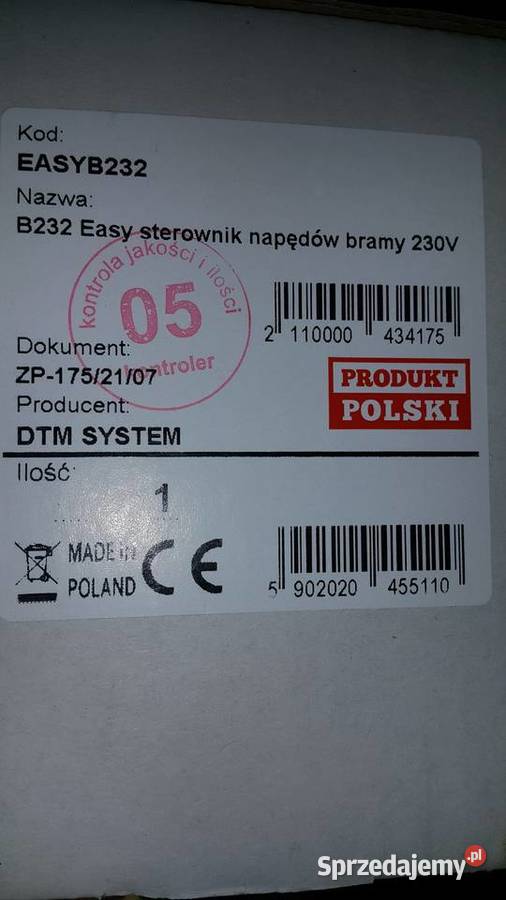 Kod:
EASYB232
Nazwa:
B232 Easy sterownik napędów bramy 230V
kontrola jakości i ilości
05
kontroler
2 110000 434175
Dokument:
ZP-175/21/07
PRODUKT
POLSKI
Producent:
DTM SYSTEM
Ilość:
1
MADE IN
POLAND
CE
5 902020 455110
Sprzedajemy.pl